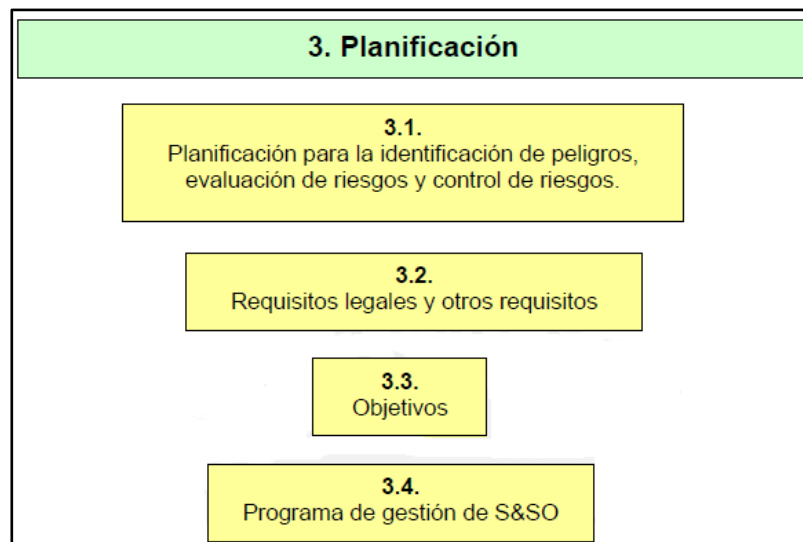 3. Planificación
3.1.
Planificación para la identificación de peligros,
evaluación de riesgos y control de riesgos.
3.2.
Requisitos legales y otros requisitos
3.3.
Objetivos
3.4.
Programa de gestión de S&SO